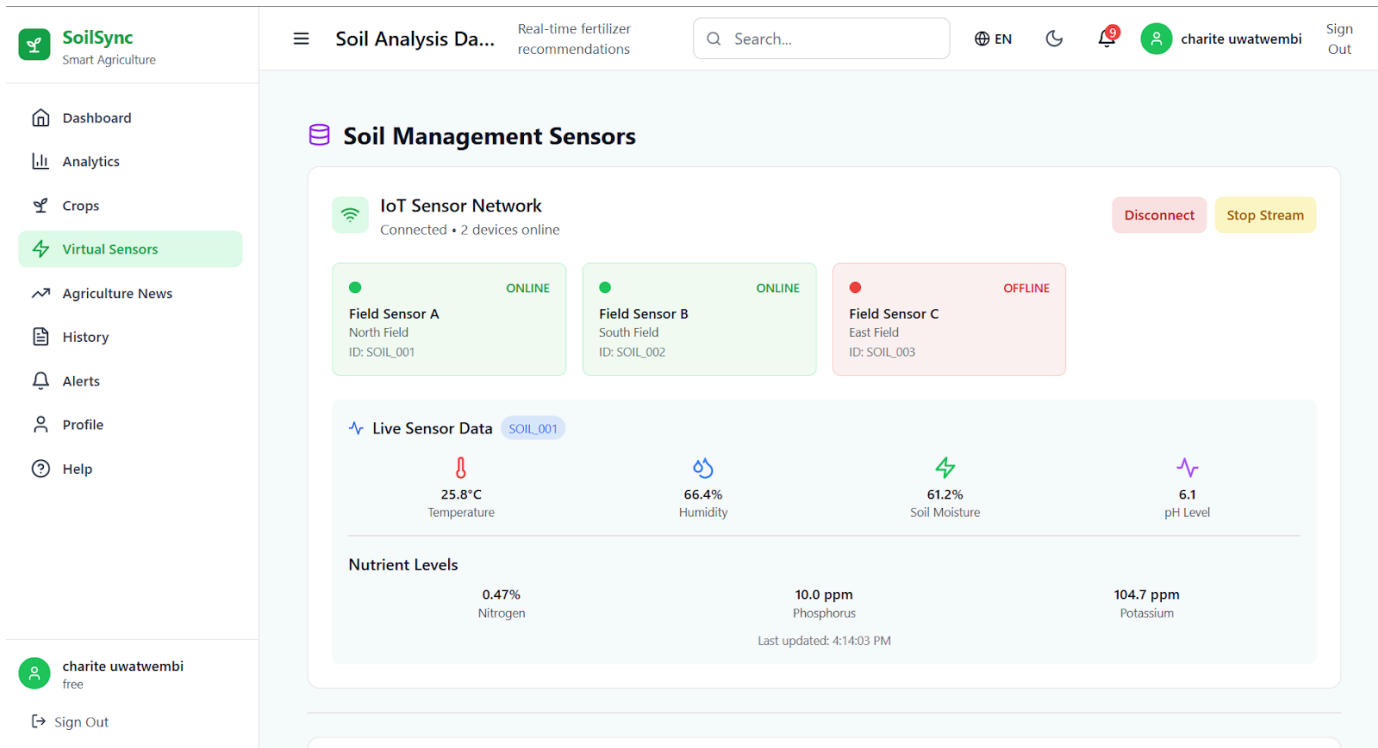 SoilSync
Smart Agriculture
Dashboard
Analytics
Crops
Virtual Sensors
Agriculture News
History
Alerts
Profile
Help
charite uwatwembi
free
Sign Out
Soil Analysis Da...
Real-time fertilizer
recommendations
Search...
EN
9
charite uwatwembi
Sign
Out
Soil Management Sensors
IoT Sensor Network
Connected • 2 devices online
Disconnect
Stop Stream
ONLINE
Field Sensor A
North Field
ID: SOIL_001
ONLINE
Field Sensor B
South Field
ID: SOIL_002
OFFLINE
Field Sensor C
East Field
ID: SOIL_003
Live Sensor Data SOIL_001
25.8°C
Temperature
66.4%
Humidity
61.2%
Soil Moisture
6.1
pH Level
Nutrient Levels
0.47%
Nitrogen
10.0 ppm
Phosphorus
104.7 ppm
Potassium
Last updated: 4:14:03 PM